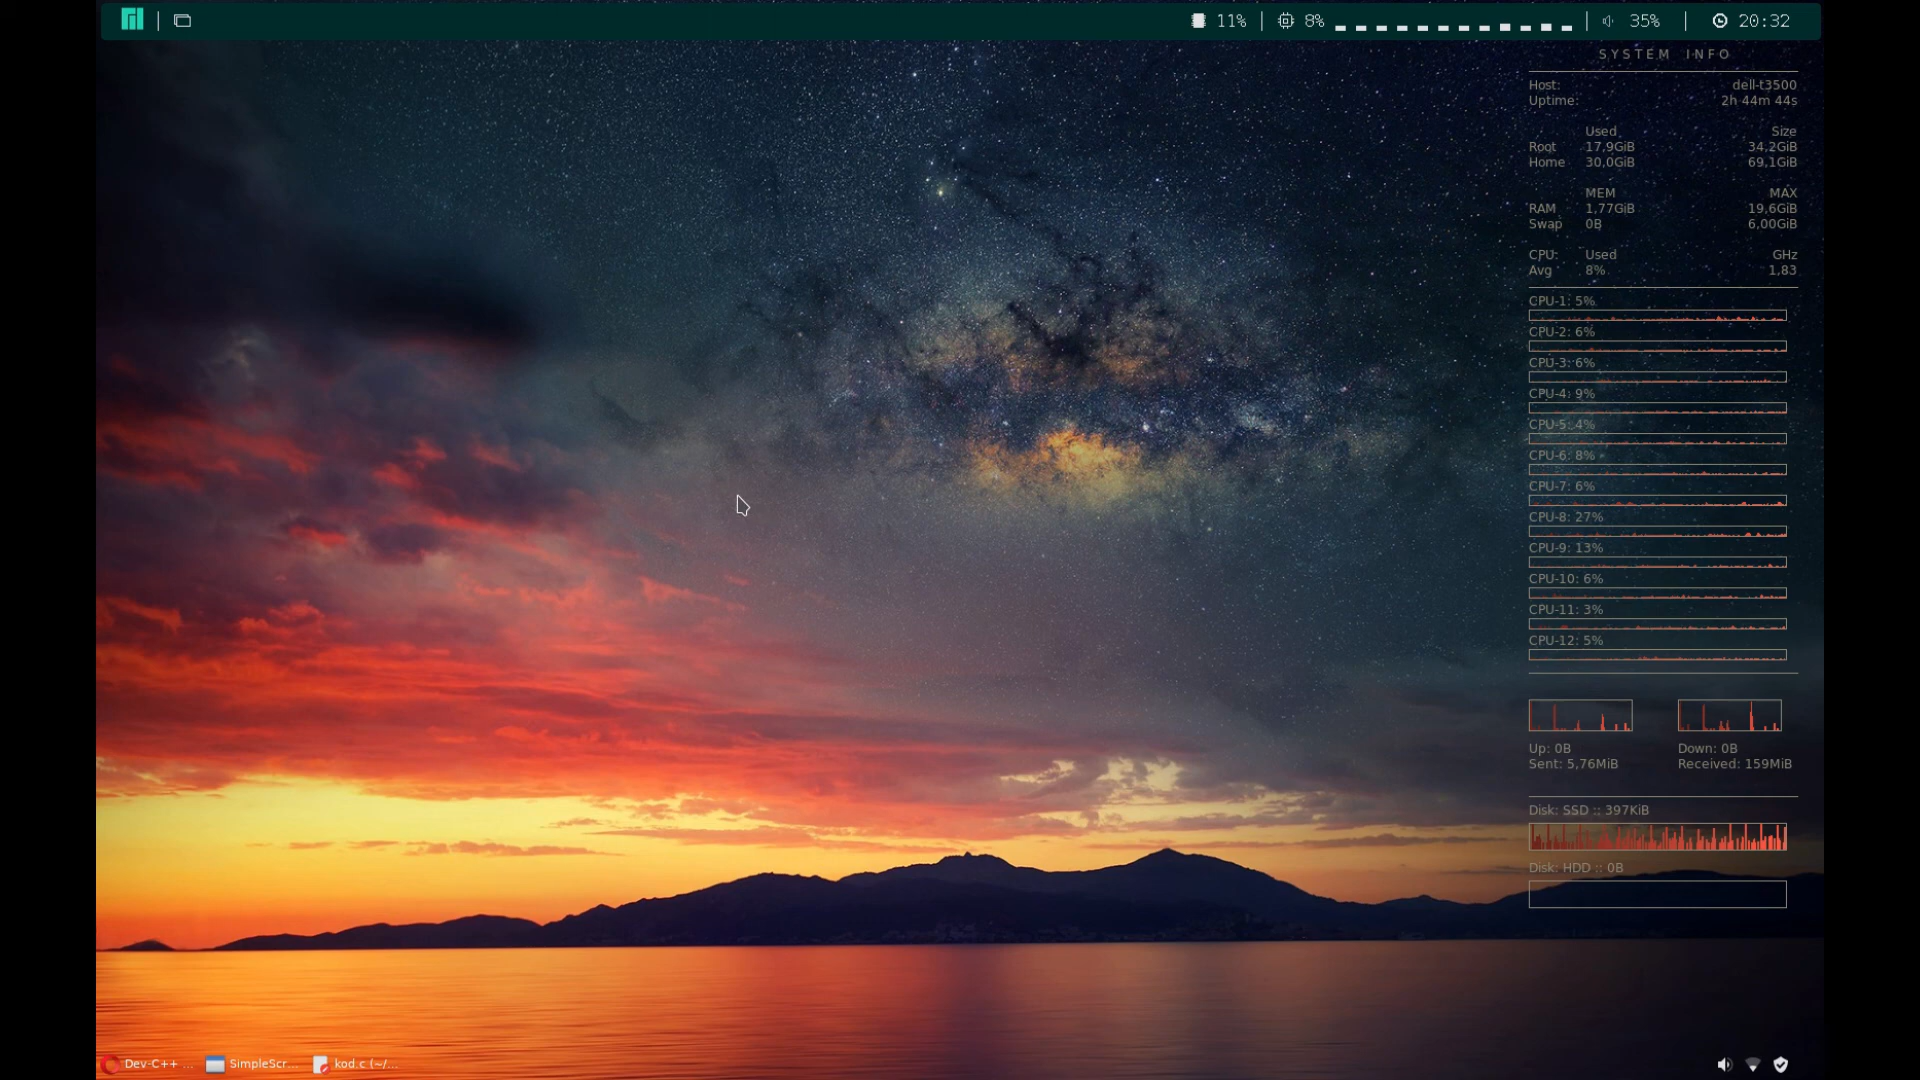 11% 8% 35% 20:32
SYSTEM INFO
Host: dell-t3500
Uptime: 2h 44m 44s
Used Size
Root 17,9GiB 34,2GiB
Home 30,0GiB 69,1GiB
MEM MAX
RAM 1,77GiB 19,6GiB
Swap 0B 6,00GiB
CPU: Used GHz
Avg 8% 1,83
CPU-1: 5%
CPU-2: 6%
CPU-3: 6%
CPU-4: 9%
CPU-5: 4%
CPU-6: 8%
CPU-7: 6%
CPU-8: 27%
CPU-9: 13%
CPU-10: 6%
CPU-11: 3%
CPU-12: 5%
Up: 0B Down: 0B
Sent: 5,76MiB Received: 159MiB
Disk: SSD :: 397KiB
Disk: HDD :: 0B
Dev-C++ ... SimpleScr... kod.c (~/...